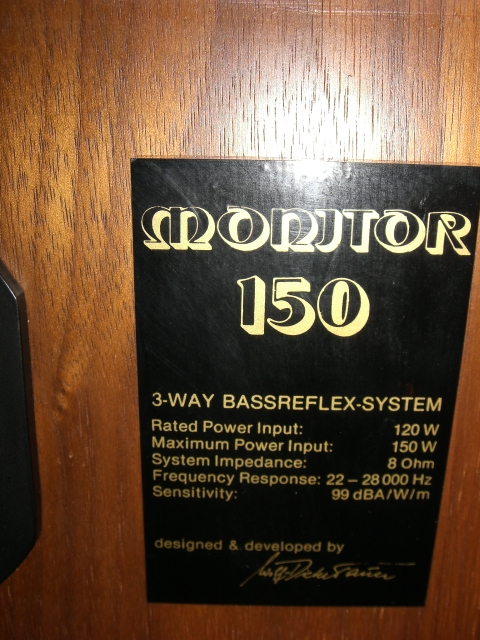 MONITOR
150
3-WAY BASSREFLEX-SYSTEM
Rated Power Input: 120 W
Maximum Power Input: 150 W
System Impedance: 8 Ohm
Frequency Response: 22 – 28 000 Hz
Sensitivity: 99 dBA/W/m
designed & developed by